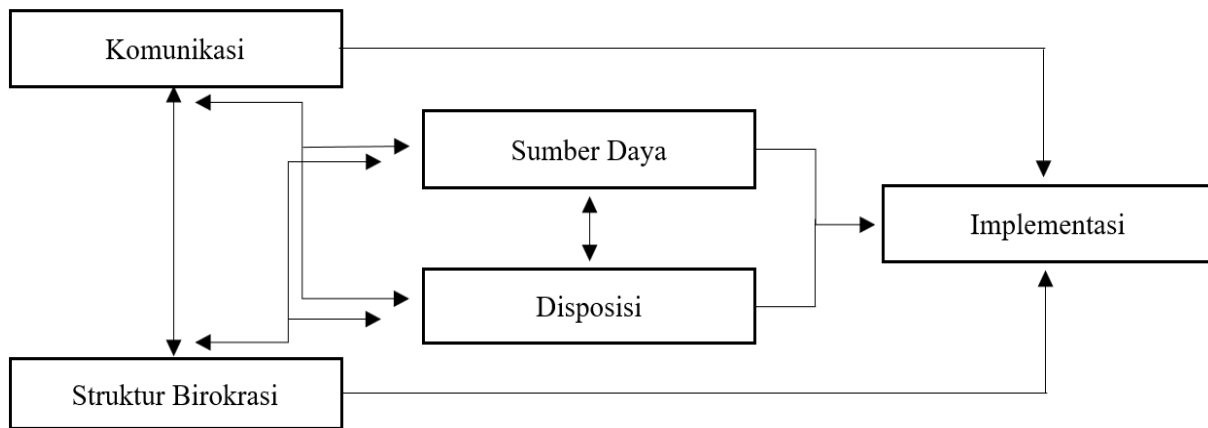 Komunikasi
Sumber Daya
Implementasi
Disposisi
Struktur Birokrasi